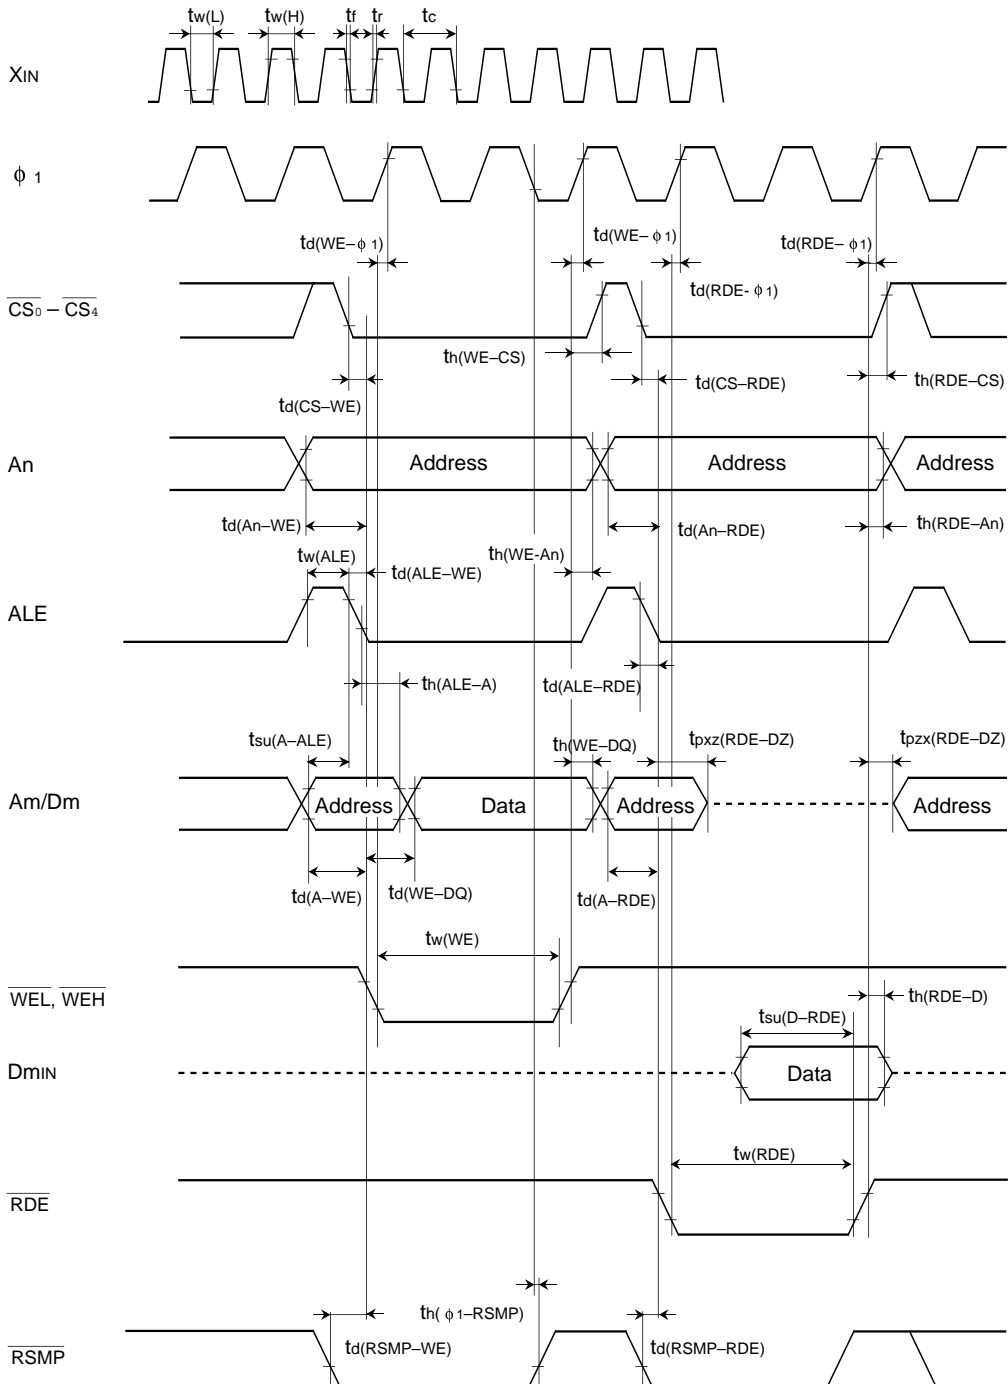 tw(L) tw(H) tf tr tc
XIN
ϕ 1
td(WE–ϕ 1) td(WE–ϕ 1) td(RDE–ϕ 1)
td(RDE-ϕ 1)
CS0 – CS4
th(WE–CS)
td(CS–WE) td(CS–RDE) th(RDE–CS)
An Address Address Address
td(An–WE) td(An–RDE) th(RDE–An)
tw(ALE) th(WE-An)
td(ALE–WE)
ALE
th(ALE–A) td(ALE–RDE)
tsu(A–ALE) th(WE–DQ) tpxz(RDE–DZ) tpzx(RDE–DZ)
Am/Dm Address Data Address Address
td(A–WE) td(WE–DQ) td(A–RDE)
tw(WE)
WEL, WEH
th(RDE–D)
tsu(D–RDE)
DmIN Data
tw(RDE)
RDE
th( ϕ 1–RSMP)
td(RSMP–WE) td(RSMP–RDE)
RSMP